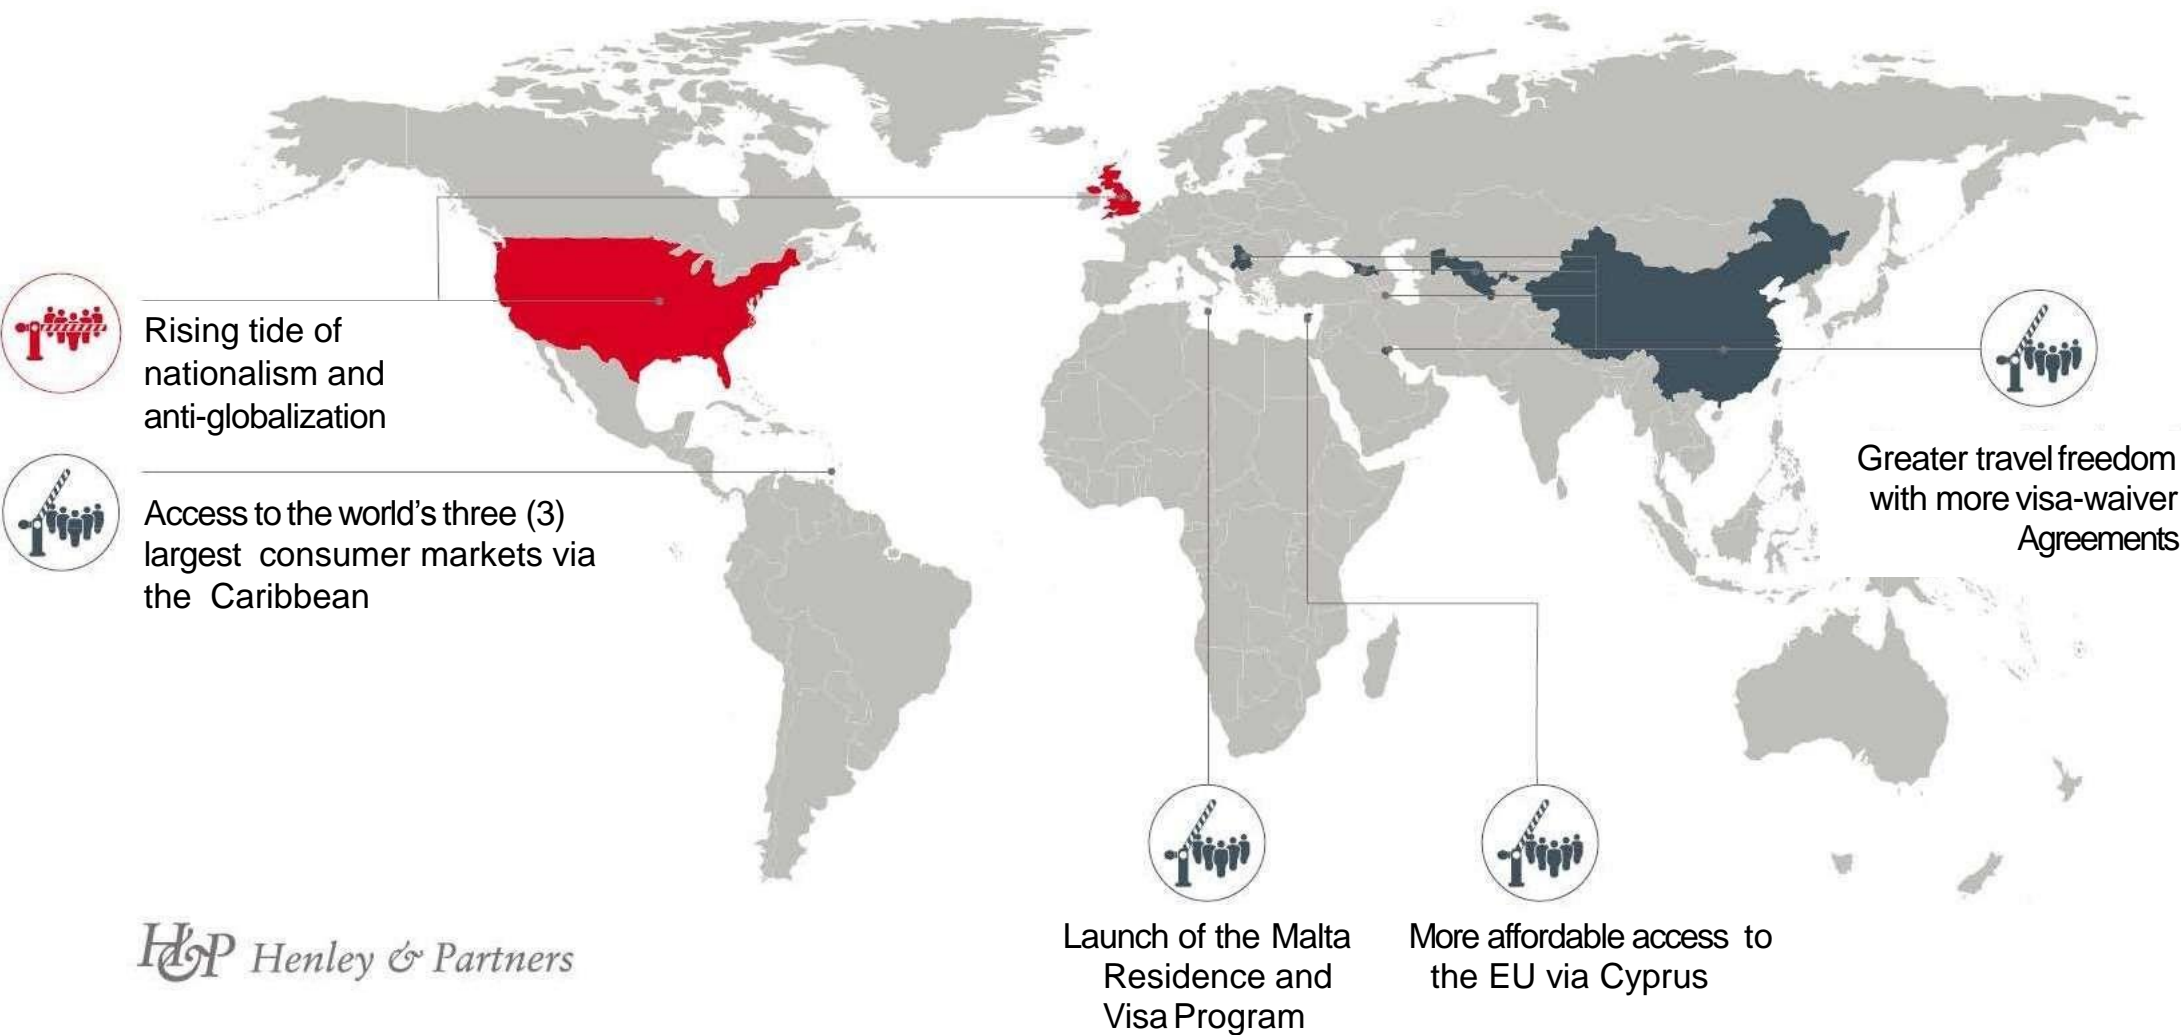 Rising tide of
nationalism and
anti-globalization
Access to the world's three (3)
largest consumer markets via
the Caribbean
Greater travel freedom
with more visa-waiver
Agreements
Launch of the Malta
Residence and
Visa Program
More affordable access to
the EU via Cyprus
H&P Henley & Partners